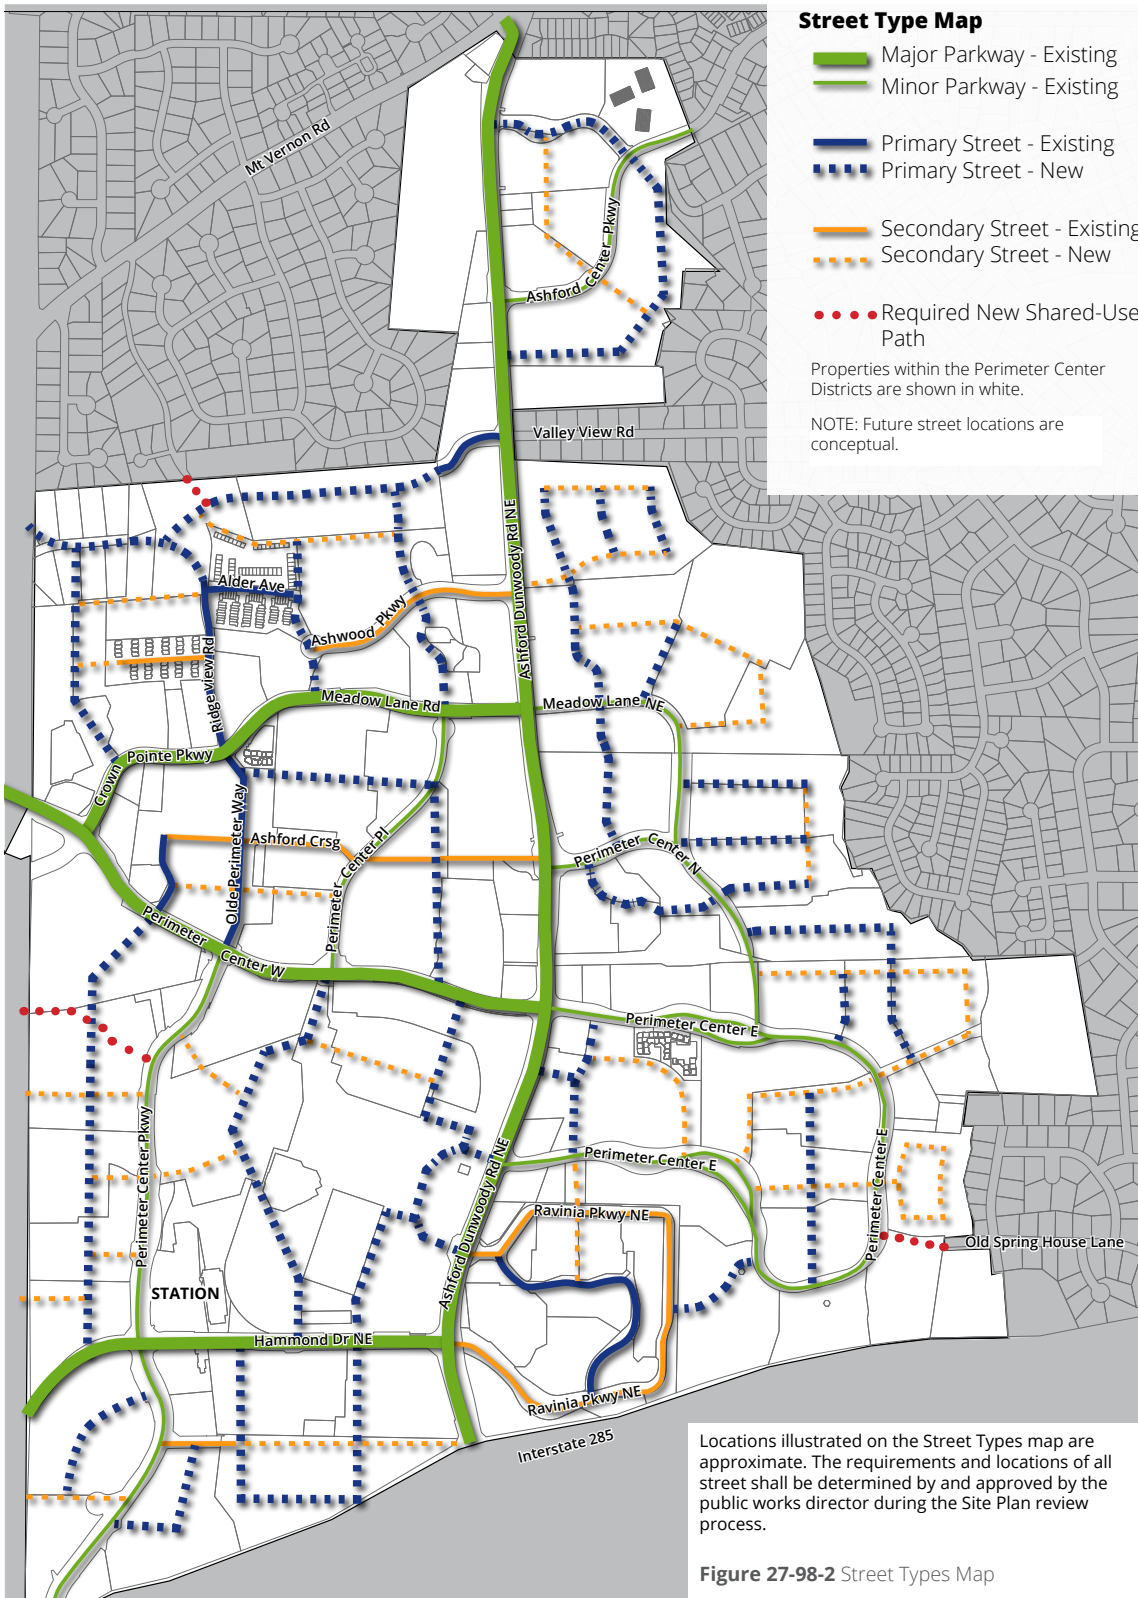 Street Type Map
Major Parkway - Existing
Minor Parkway - Existing
Primary Street - Existing
Primary Street - New
Secondary Street - Existing
Secondary Street - New
Required New Shared-Use
Path
Properties within the Perimeter Center
Districts are shown in white.
NOTE: Future street locations are
conceptual.
Mt Vernon Rd
Ashford Center Pkwy
Valley View Rd
Ashford Dunwoody Rd NE
Alder Ave
Ashwood Pkwy
Ridgeview Rd
Meadow Lane Rd
Meadow Lane NE
Crown Pointe Pkwy
Olde Perimeter Way
Ashford Crsg
Perimeter Center Pl
Perimeter Center N
Perimeter Center W
Perimeter Center E
Perimeter Center Pkwy
Perimeter Center E
Perimeter Center E
Ashford Dunwoody Rd NE
Ravinia Pkwy NE
Old Spring House Lane
STATION
Hammond Dr NE
Ravinia Pkwy NE
Interstate 285
Locations illustrated on the Street Types map are
approximate. The requirements and locations of all
street shall be determined by and approved by the
public works director during the Site Plan review
process.
Figure 27-98-2 Street Types Map